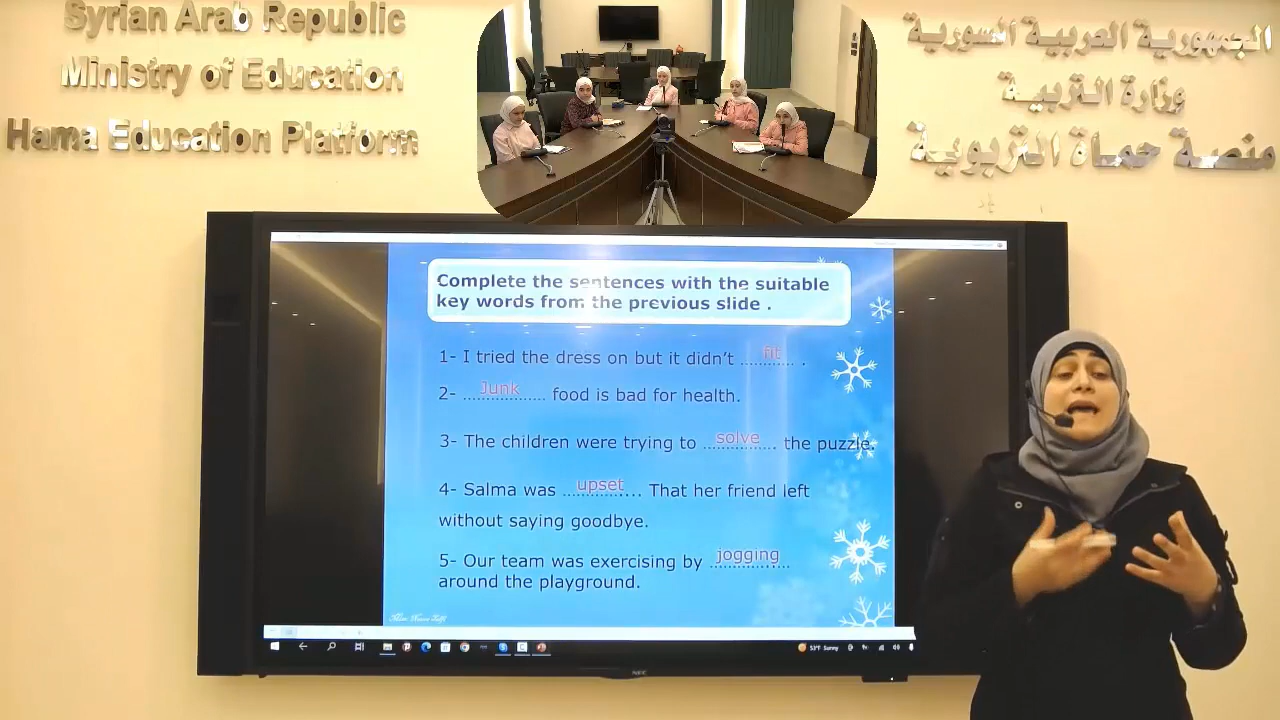 Syrian Arab Republic
Ministry of Education
Hama Education Platform
الجمهورية العربية السورية
وزارة التربية
منصة حماة التربوية
Complete the sentences with the suitable
key words from the previous slide .
1- I tried the dress on but it didn't ...fit... .
2- ...Junk... food is bad for health.
3- The children were trying to ...solve... the puzzle.
4- Salma was ...upset... That her friend left
without saying goodbye.
5- Our team was exercising by ...jogging...
around the playground.
53°F Sunny
NEC